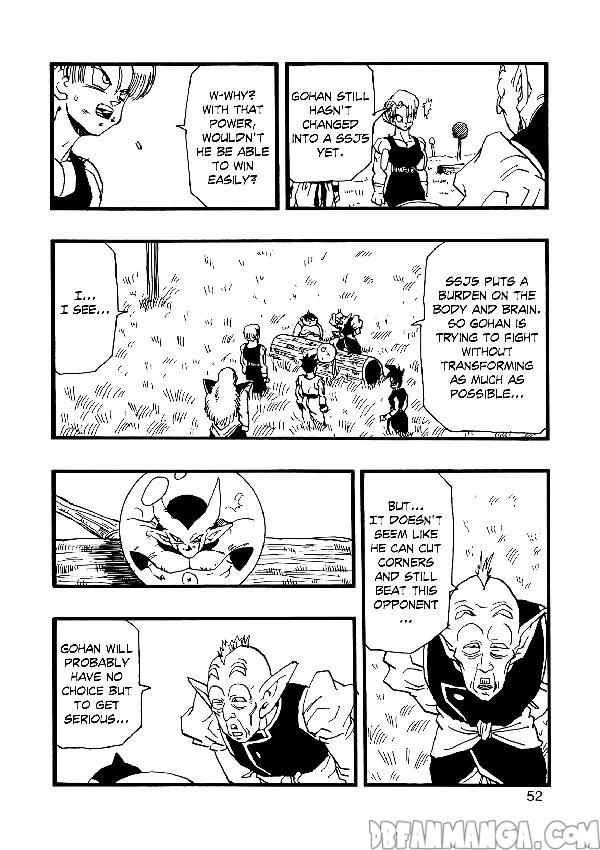 GOHAN STILL
HASN'T
CHANGED
INTO A SSJ5
YET.
W-WHY?
WITH THAT
POWER,
WOULDN'T
HE BE ABLE
TO WIN
EASILY?
SSJ5 PUTS A
BURDEN ON THE
BODY AND BRAIN.
SO GOHAN IS
TRYING TO FIGHT
WITHOUT
TRANSFORMING
AS MUCH AS
POSSIBLE...
I...
I SEE...
BUT...
IT DOESN'T
SEEM LIKE
HE CAN CUT
CORNERS
AND STILL
BEAT THIS
OPPONENT
...
GOHAN WILL
PROBABLY
HAVE NO
CHOICE BUT
TO GET
SERIOUS...
52
DBFANMANGA.COM